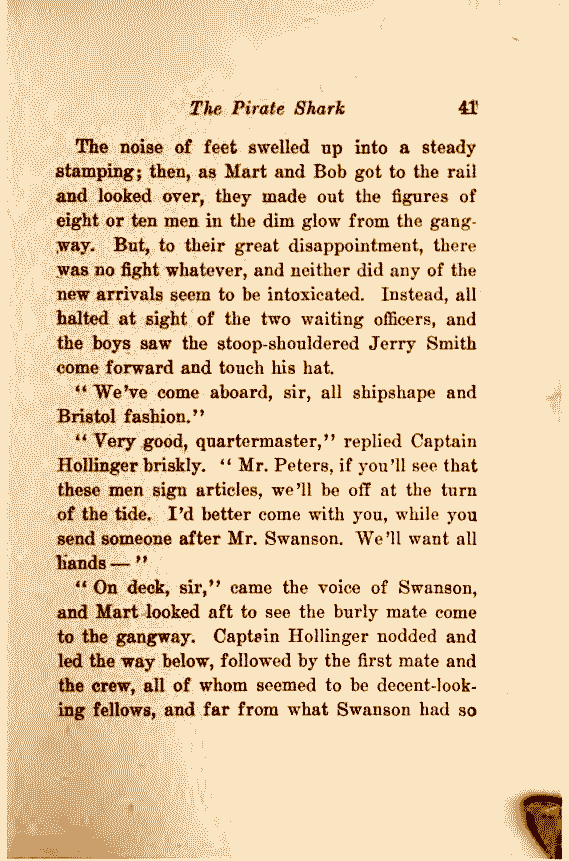 The Pirate Shark 41
The noise of feet swelled up into a steady
stamping; then, as Mart and Bob got to the rail
and looked over, they made out the figures of
eight or ten men in the dim glow from the gang-
way. But, to their great disappointment, there
was no fight whatever, and neither did any of the
new arrivals seem to be intoxicated. Instead, all
halted at sight of the two waiting officers, and
the boys saw the stoop-shouldered Jerry Smith
come forward and touch his hat.
“ We’ve come aboard, sir, all shipshape and
Bristol fashion.”
“ Very good, quartermaster,” replied Captain
Hollinger briskly. “ Mr. Peters, if you’ll see that
these men sign articles, we’ll be off at the turn
of the tide. I’d better come with you, while you
send someone after Mr. Swanson. We’ll want all
hands — ”
“ On deck, sir,” came the voice of Swanson,
and Mart looked aft to see the burly mate come
to the gangway. Captain Hollinger nodded and
led the way below, followed by the first mate and
the crew, all of whom seemed to be decent-look-
ing fellows, and far from what Swanson had so